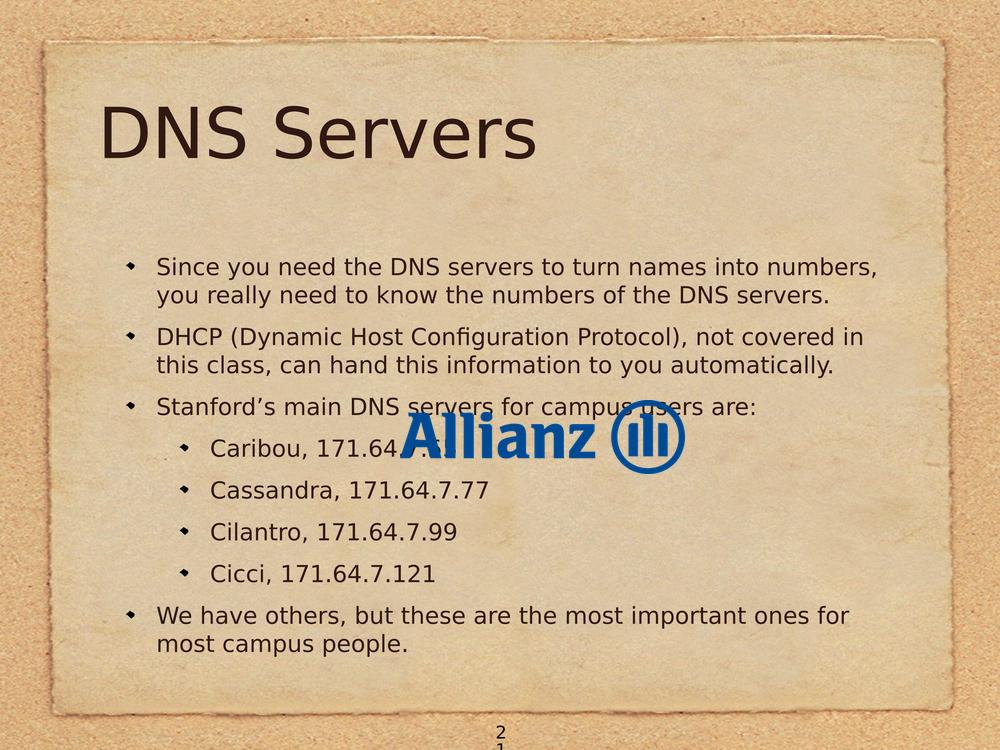 DNS Servers
Since you need the DNS servers to turn names into numbers,
you really need to know the numbers of the DNS servers.
DHCP (Dynamic Host Configuration Protocol), not covered in
this class, can hand this information to you automatically.
Stanford’s main DNS servers for campus users are:
Allianz
Caribou,
Cassandra, 171.64.7.77
Cilantro, 171.64.7.99
Cicci, 171.64.7.121
We have others, but these are the most important ones for
most campus people.
2
1